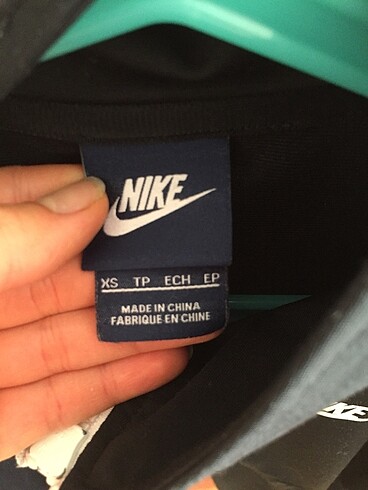 NIKE
XS TP ECH EP
MADE IN CHINA
FABRIQUE EN CHINE